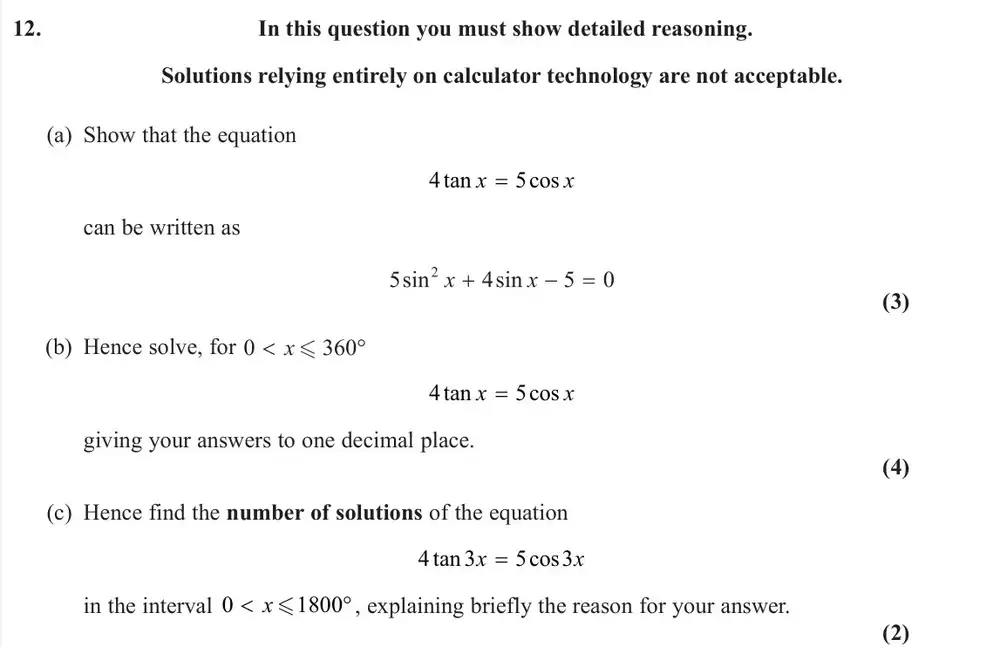 12. In this question you must show detailed reasoning.
Solutions relying entirely on calculator technology are not acceptable.
(a) Show that the equation
4 tan x = 5 cos x
can be written as
5 sin² x + 4 sin x − 5 = 0
(3)
(b) Hence solve, for 0 < x ⩽ 360°
4 tan x = 5 cos x
giving your answers to one decimal place.
(4)
(c) Hence find the number of solutions of the equation
4 tan 3x = 5 cos 3x
in the interval 0 < x ⩽ 1800°, explaining briefly the reason for your answer.
(2)